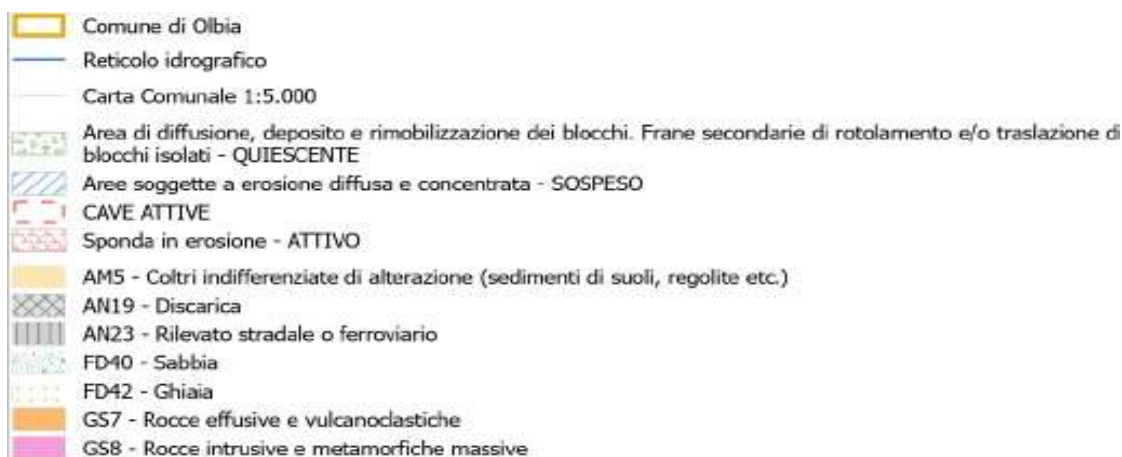 Comune di Olbia
Reticolo idrografico
Carta Comunale 1:5.000
Area di diffusione, deposito e rimobilizzazione dei blocchi. Frane secondarie di rotolamento e/o traslazione di
blocchi isolati - QUIESCENTE
Aree soggette a erosione diffusa e concentrata - SOSPESO
CAVE ATTIVE
Sponda in erosione - ATTIVO
AM5 - Coltri indifferenziate di alterazione (sedimenti di suoli, regolite etc.)
AN19 - Discarica
AN23 - Rilevato stradale o ferroviario
FD40 - Sabbia
FD42 - Ghiaia
GS7 - Rocce effusive e vulcanoclastiche
GS8 - Rocce intrusive e metamorfiche massive